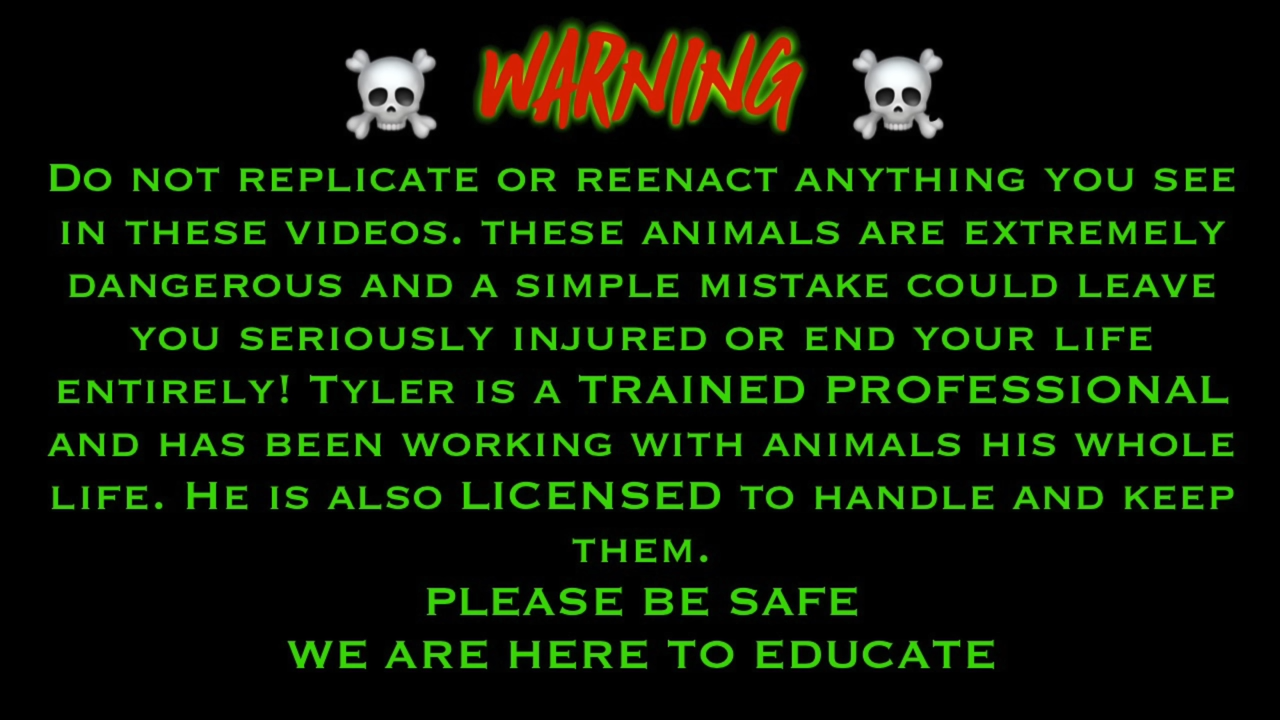 WARNING
Do not replicate or reenact anything you see
in these videos. these animals are extremely
dangerous and a simple mistake could leave
you seriously injured or end your life
entirely! Tyler is a TRAINED PROFESSIONAL
and has been working with animals his whole
life. He is also LICENSED to handle and keep
them.
PLEASE BE SAFE
WE ARE HERE TO EDUCATE